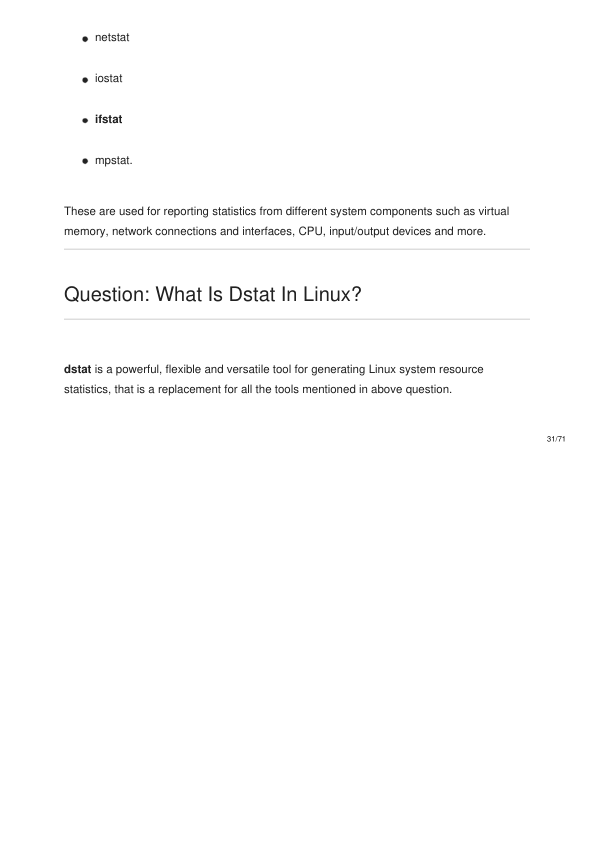 ● netstat
● iostat
● ifstat
● mpstat.
These are used for reporting statistics from different system components such as virtual
memory, network connections and interfaces, CPU, input/output devices and more.
Question: What Is Dstat In Linux?
dstat is a powerful, flexible and versatile tool for generating Linux system resource
statistics, that is a replacement for all the tools mentioned in above question.
31/71